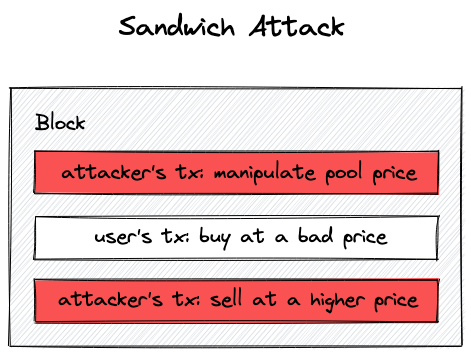 Sandwich Attack
Block
attacker's tx: manipulate pool price
user's tx: buy at a bad price
attacker's tx: sell at a higher price